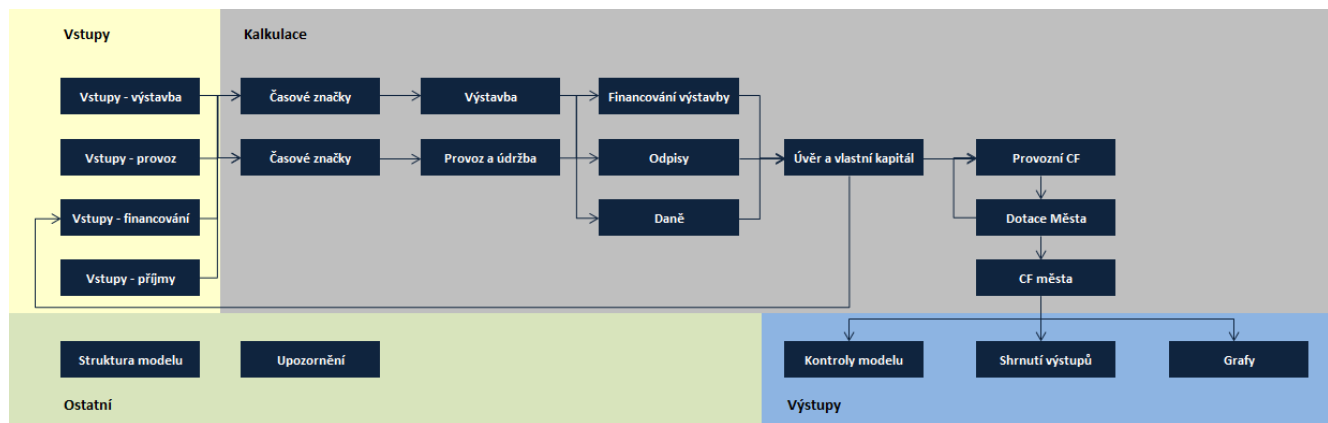 Vstupy
Kalkulace
Vstupy - výstavba
Časové značky
Výstavba
Financování výstavby
Vstupy - provoz
Časové značky
Provoz a údržba
Odpisy
Úvěr a vlastní kapitál
Provozní CF
Vstupy - financování
Daně
Dotace Města
Vstupy - příjmy
CF města
Struktura modelu
Upozornění
Kontroly modelu
Shrnutí výstupů
Grafy
Ostatní
Výstupy